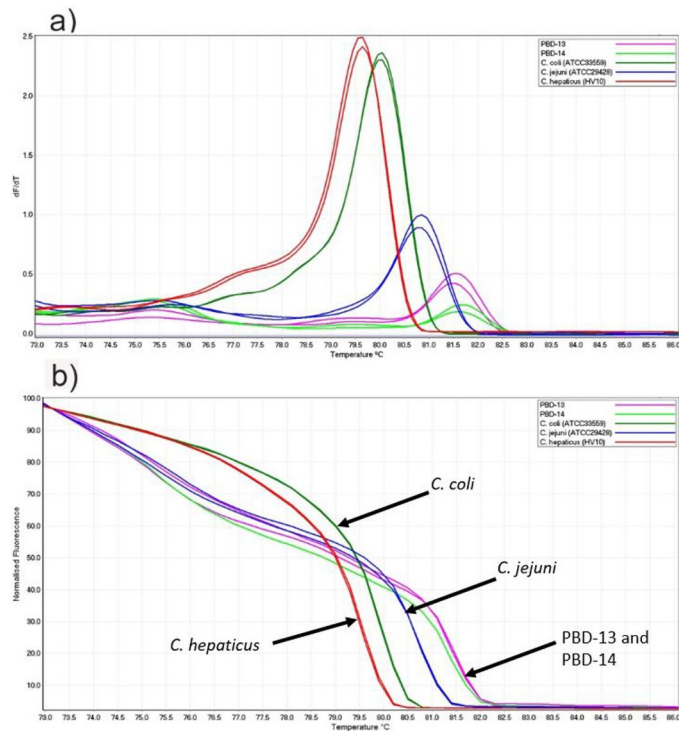 a)
2.5
2.0
1.5
1.0
0.5
0.0
dF/dT
PBD-13
PBD-14
C. coli (ATCC33559)
C. jejuni (ATCC29428)
C. hepaticus (HV10)
73.0 73.5 74.0 74.5 75.0 75.5 76.0 76.5 77.0 77.5 78.0 78.5 79.0 79.5 80.0 80.5 81.0 81.5 82.0 82.5 83.0 83.5 84.0 84.5 85.0 85.5 86.0
Temperature ºC
b)
100.0
90.0
80.0
70.0
60.0
50.0
40.0
30.0
20.0
10.0
Normalised Fluorescence
PBD-13
PBD-14
C. coli (ATCC33559)
C. jejuni (ATCC29428)
C. hepaticus (HV10)
C. coli
C. jejuni
C. hepaticus
PBD-13 and
PBD-14
73.0 73.5 74.0 74.5 75.0 75.5 76.0 76.5 77.0 77.5 78.0 78.5 79.0 79.5 80.0 80.5 81.0 81.5 82.0 82.5 83.0 83.5 84.0 84.5 85.0 85.5 86.0
Temperature ºC